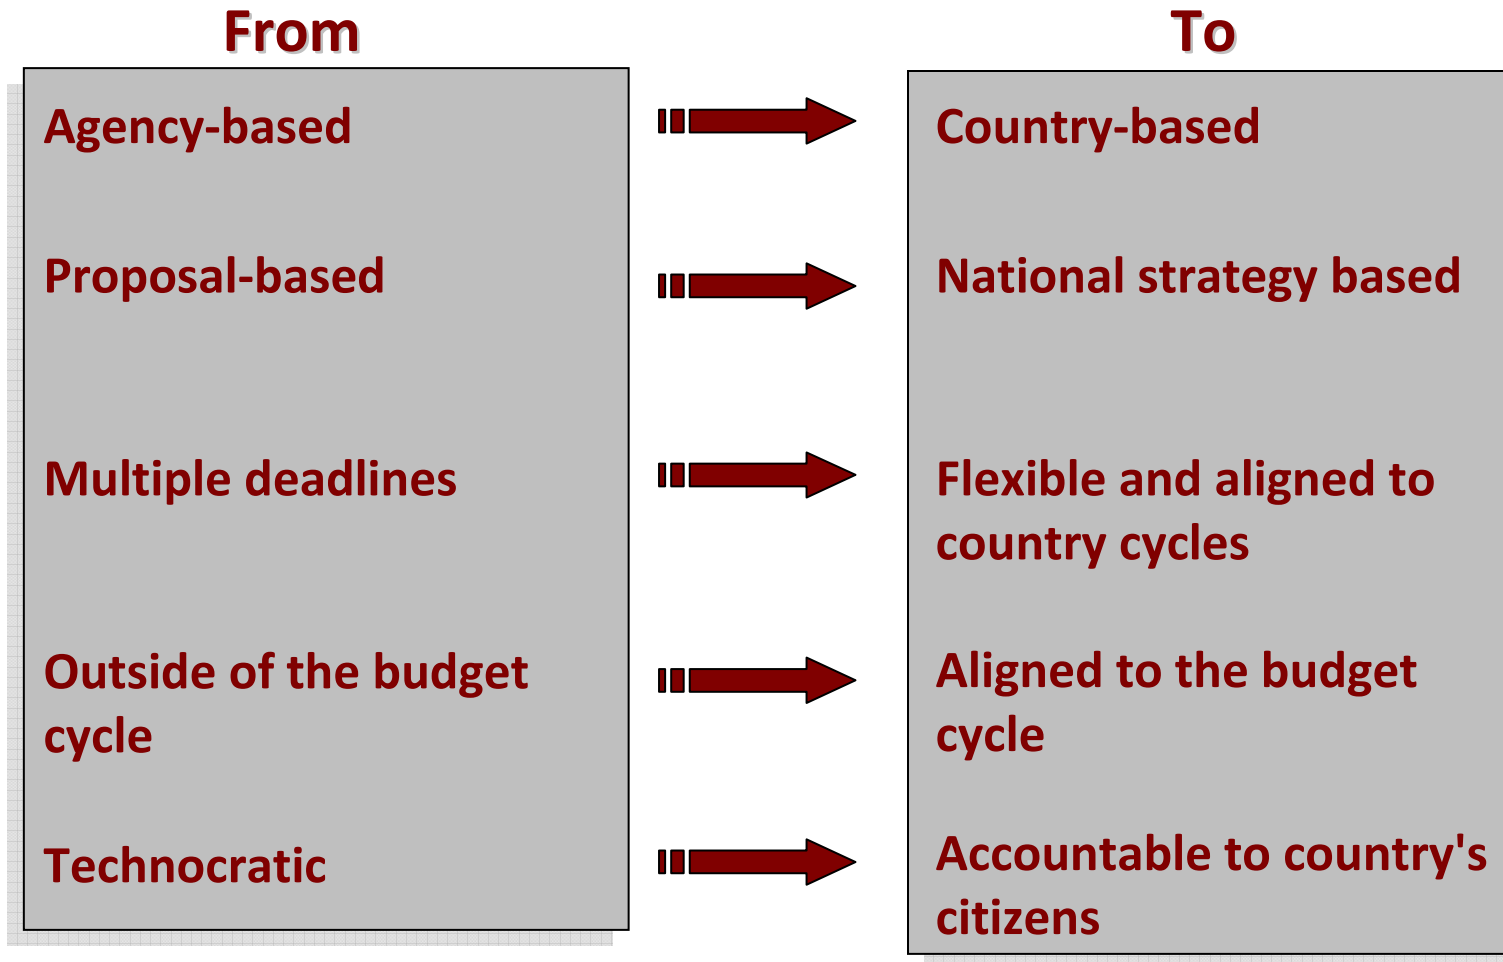 From
To
Agency-based
Country-based
Proposal-based
National strategy based
Multiple deadlines
Flexible and aligned to
country cycles
Outside of the budget
cycle
Aligned to the budget
cycle
Technocratic
Accountable to country's
citizens